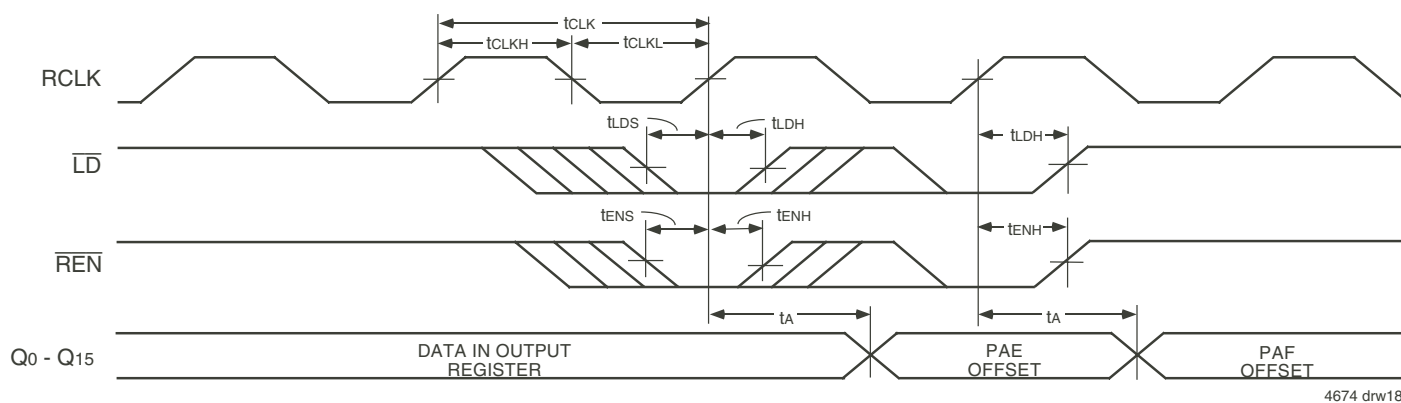 tCLK
tCLKH
tCLKL
RCLK
tLDS
tLDH
tLDH
LD
tENS
tENH
tENH
REN
tA
tA
Q0 - Q15
DATA IN OUTPUT
REGISTER
PAE
OFFSET
PAF
OFFSET
4674 drw18